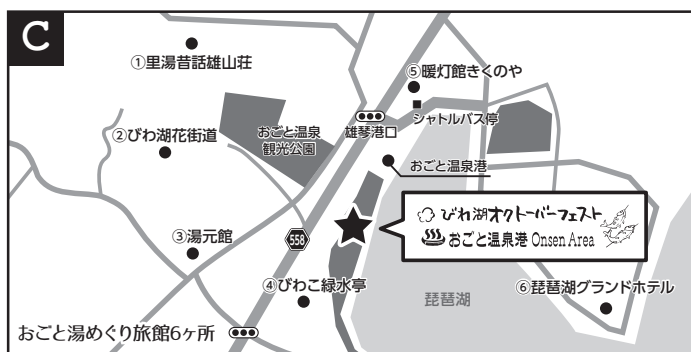 C
①里湯昔話雄山荘
⑤暖灯館きくのや
シャトルバス停
雄琴港口
おごと温泉
観光公園
②びわ湖花街道
おごと温泉港
びわ湖オクトーバーフェスト
おごと温泉港 Onsen Area
③湯元館
558
④びわこ緑水亭
琵琶湖
⑥琵琶湖グランドホテル
おごと湯めぐり旅館6ヶ所